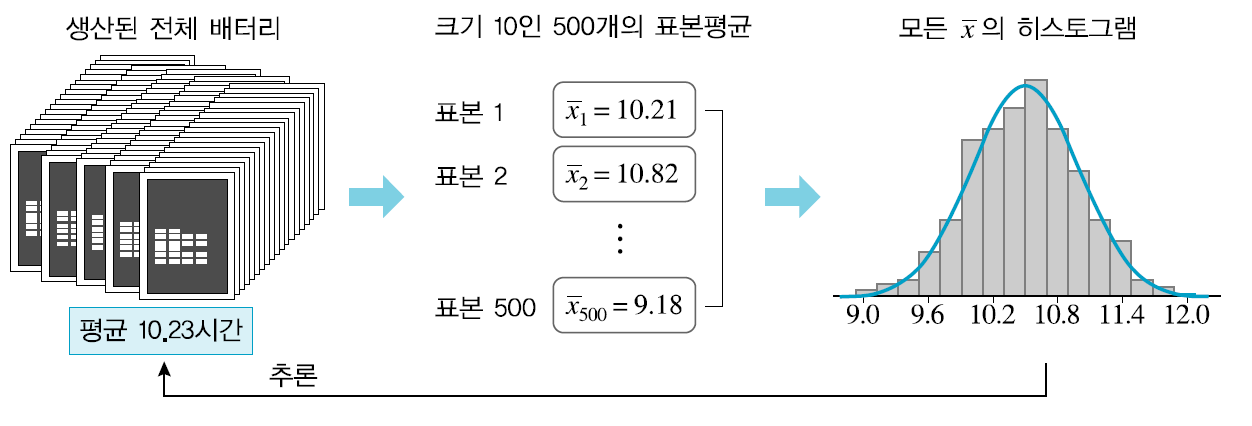 생산된 전체 배터리
크기 10인 500개의 표본평균
모든 x̅의 히스토그램
표본 1
x̅₁ = 10.21
표본 2
x̅₂ = 10.82
⋮
표본 500
x̅₅₀₀ = 9.18
9.0 9.6 10.2 10.8 11.4 12.0
평균 10.23시간
추론